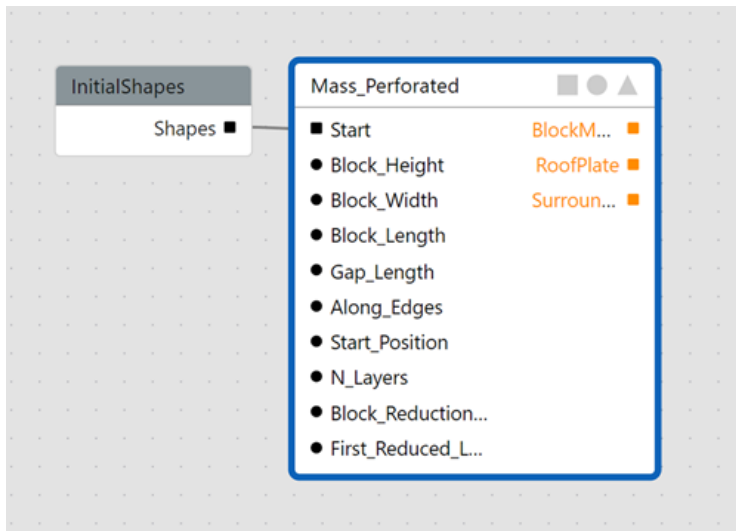 InitialShapes
Shapes
Mass_Perforated
Start BlockM...
Block_Height RoofPlate
Block_Width Surroun...
Block_Length
Gap_Length
Along_Edges
Start_Position
N_Layers
Block_Reduction...
First_Reduced_L...